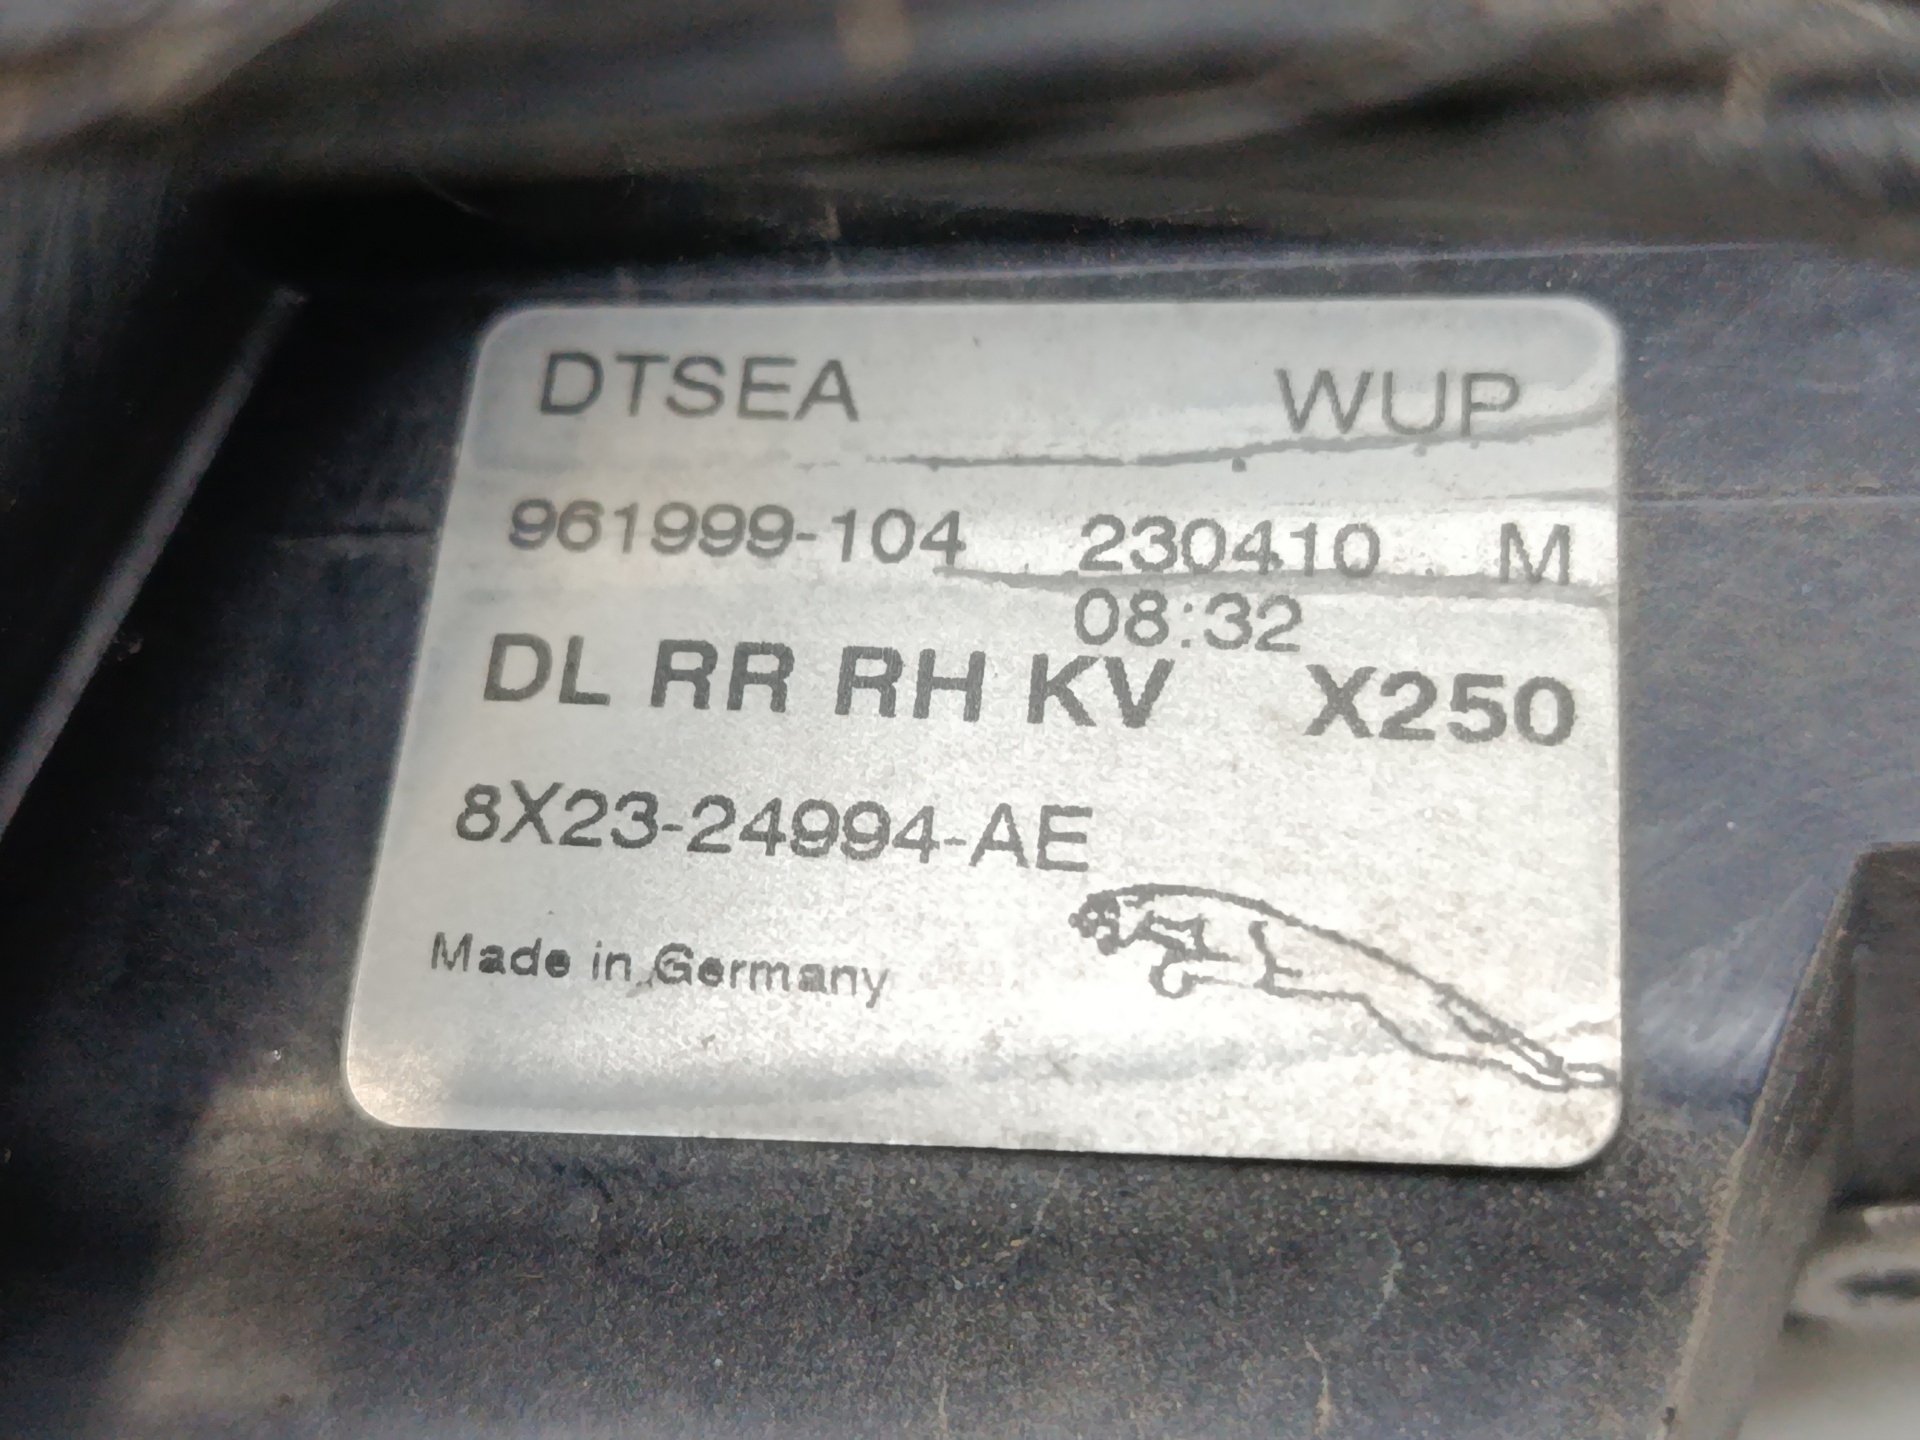 DTSEA WUP
961999-104 230410 M
08:32
DL RR RH KV X250
8X23-24994-AE
Made in Germany